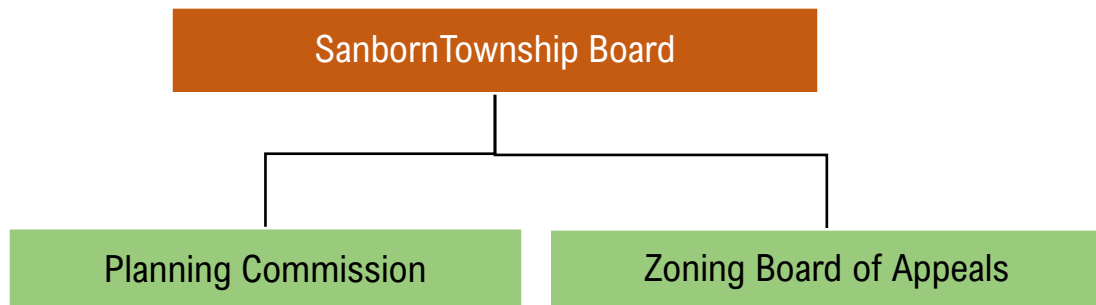 SanbornTownship Board
Planning Commission
Zoning Board of Appeals